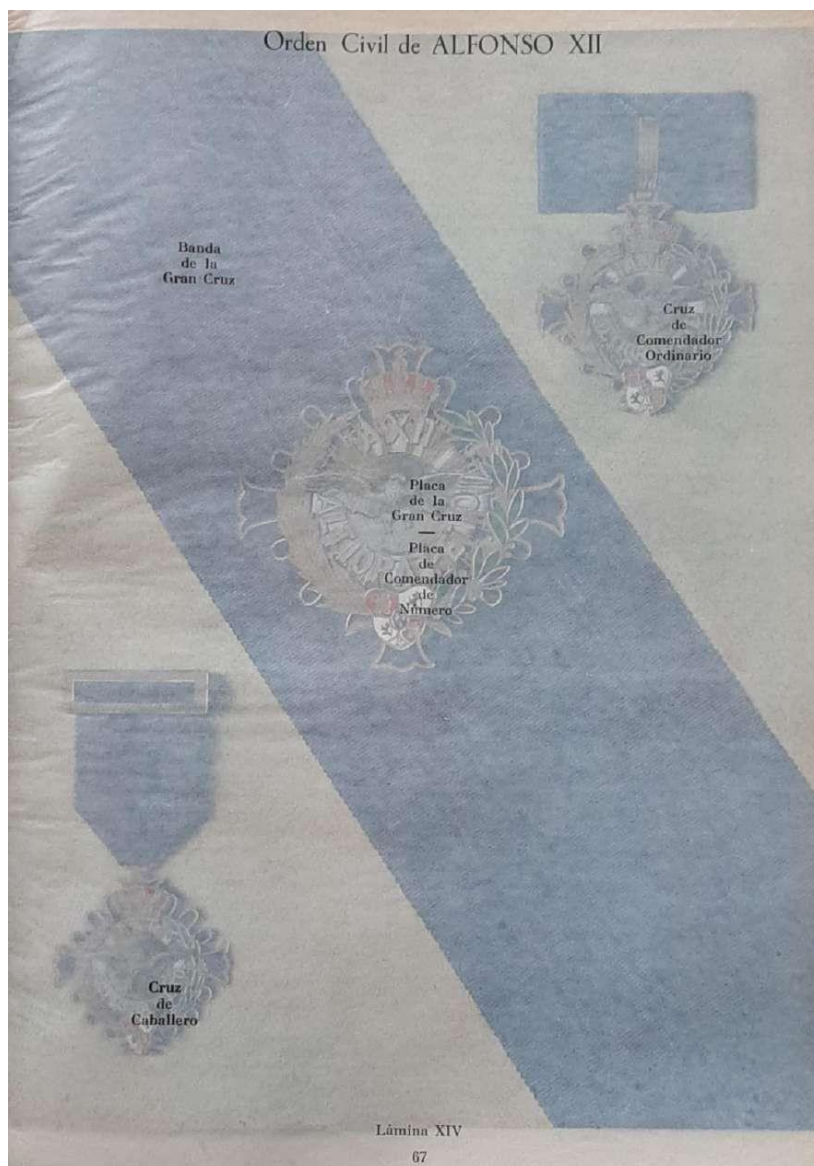 Orden Civil de ALFONSO XII
Banda
de la
Gran Cruz
Cruz
de
Comendador
Ordinario
Placa
de la
Gran Cruz
—
Placa
de
Comendador
de
Número
Cruz
de
Caballero
Lámina XIV
67